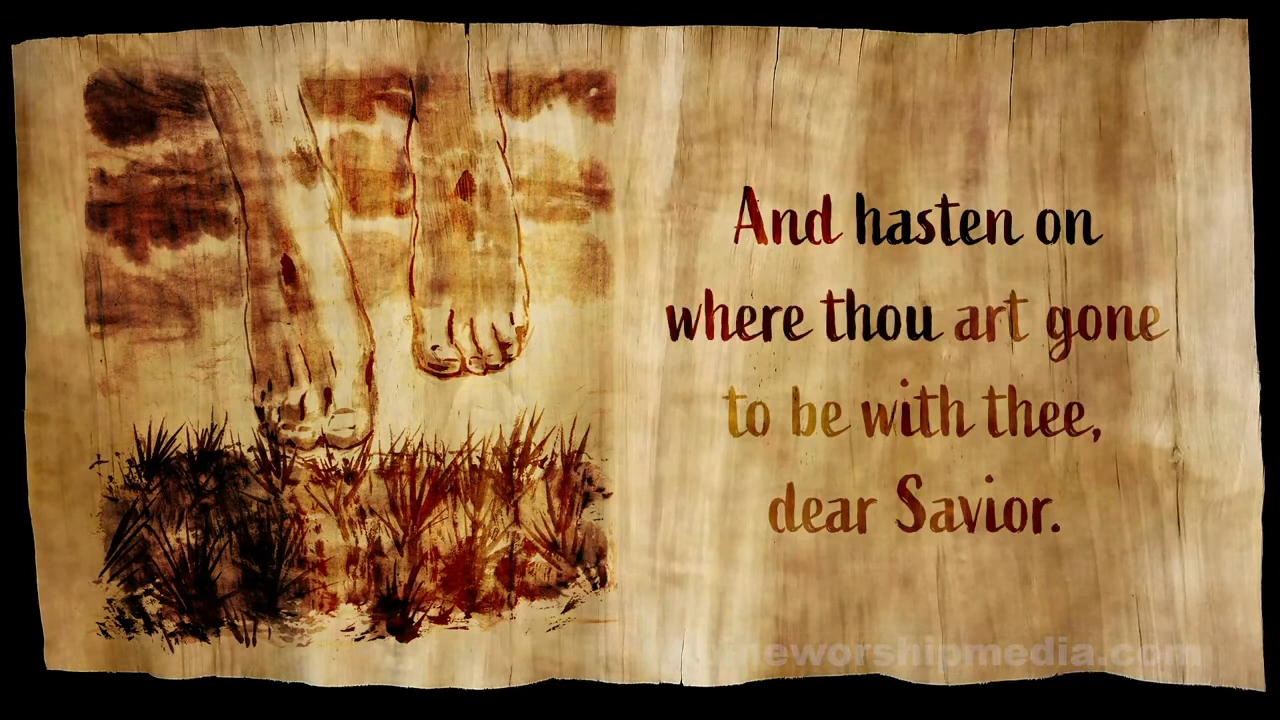 And hasten on
where thou art gone
to be with thee,
dear Savior.